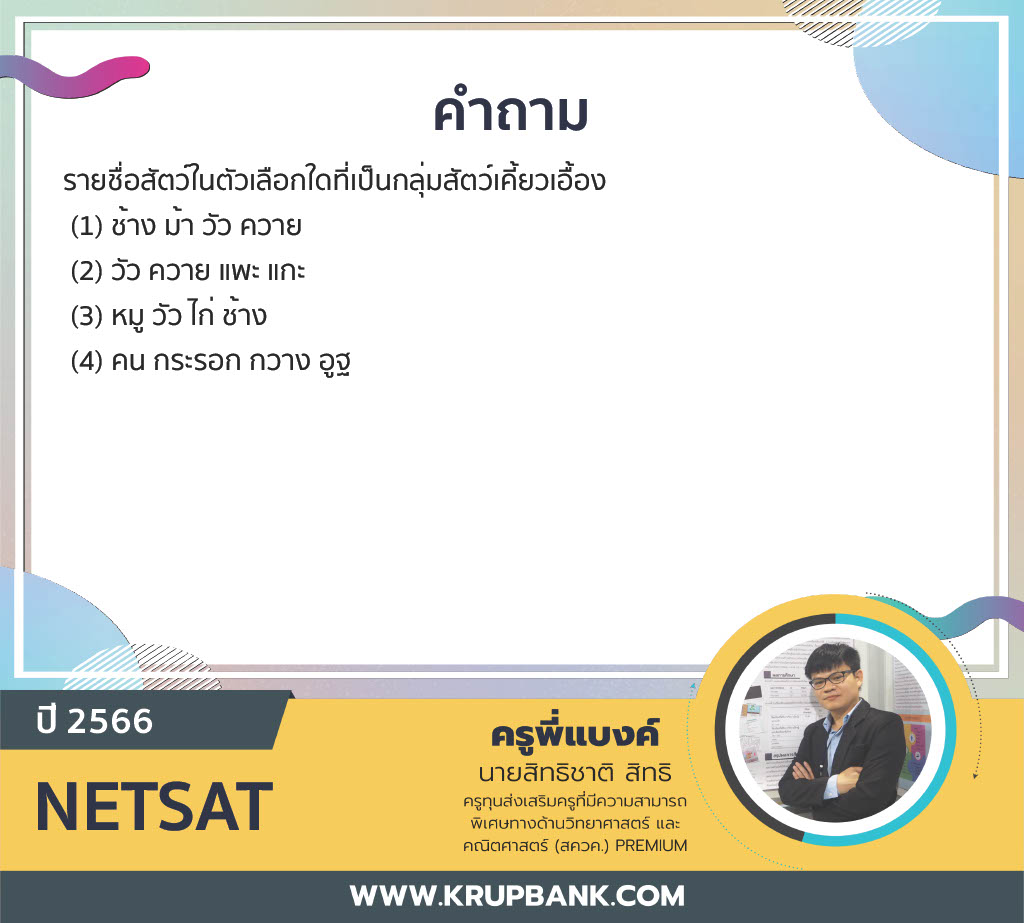 คำถาม
รายชื่อสัตว์ในตัวเลือกใดที่เป็นกลุ่มสัตว์เคี้ยวเอื้อง
(1) ช้าง ม้า วัว ควาย
(2) วัว ควาย แพะ แกะ
(3) หมู วัว ไก่ ช้าง
(4) คน กระรอก กวาง อูฐ
ปี 2566
NETSAT
ครูพี่แบงค์
นายสิทธิชาติ สิทธิ
ครูทุนส่งเสริมครูที่มีความสามารถ
พิเศษทางด้านวิทยาศาสตร์ และ
คณิตศาสตร์ (สควค.) PREMIUM
WWW.KRUPBANK.COM